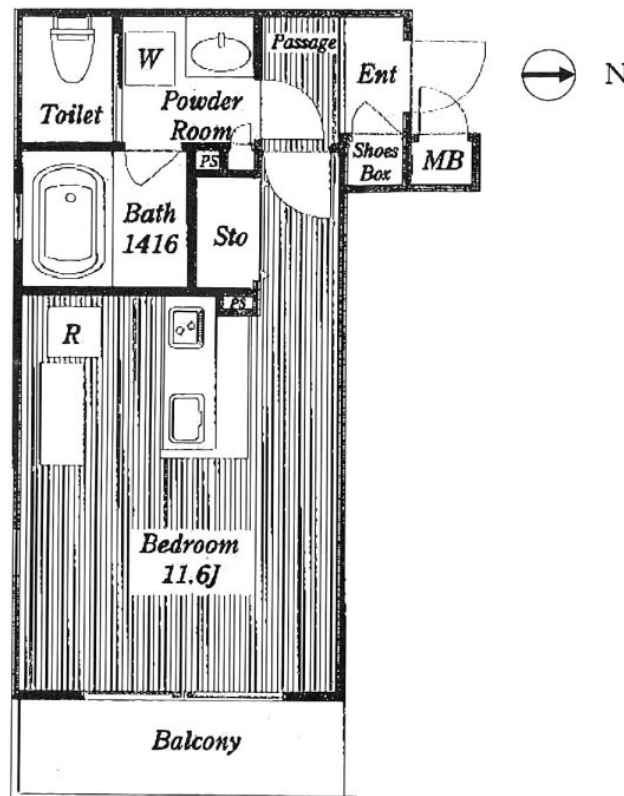 Toilet
W
Powder
Room
Passage
Ent
Shoes
Box
MB
N
PS
Bath
1416
Sto
PS
R
Bedroom
11.6J
Balcony